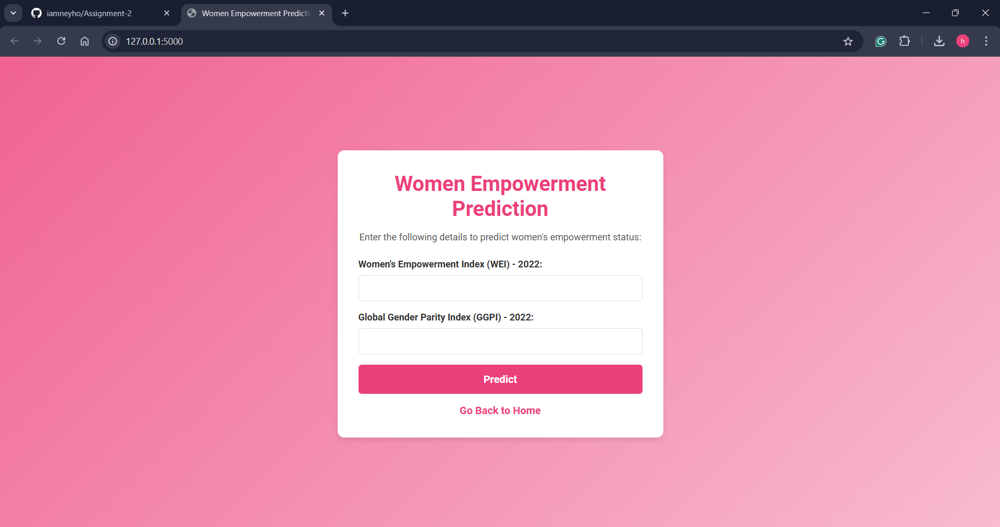 iamneyho/Assignment-2
Women Empowerment Predicti
127.0.0.1:5000
h
Women Empowerment
Prediction
Enter the following details to predict women's empowerment status:
Women's Empowerment Index (WEI) - 2022:
Global Gender Parity Index (GGPI) - 2022:
Predict
Go Back to Home